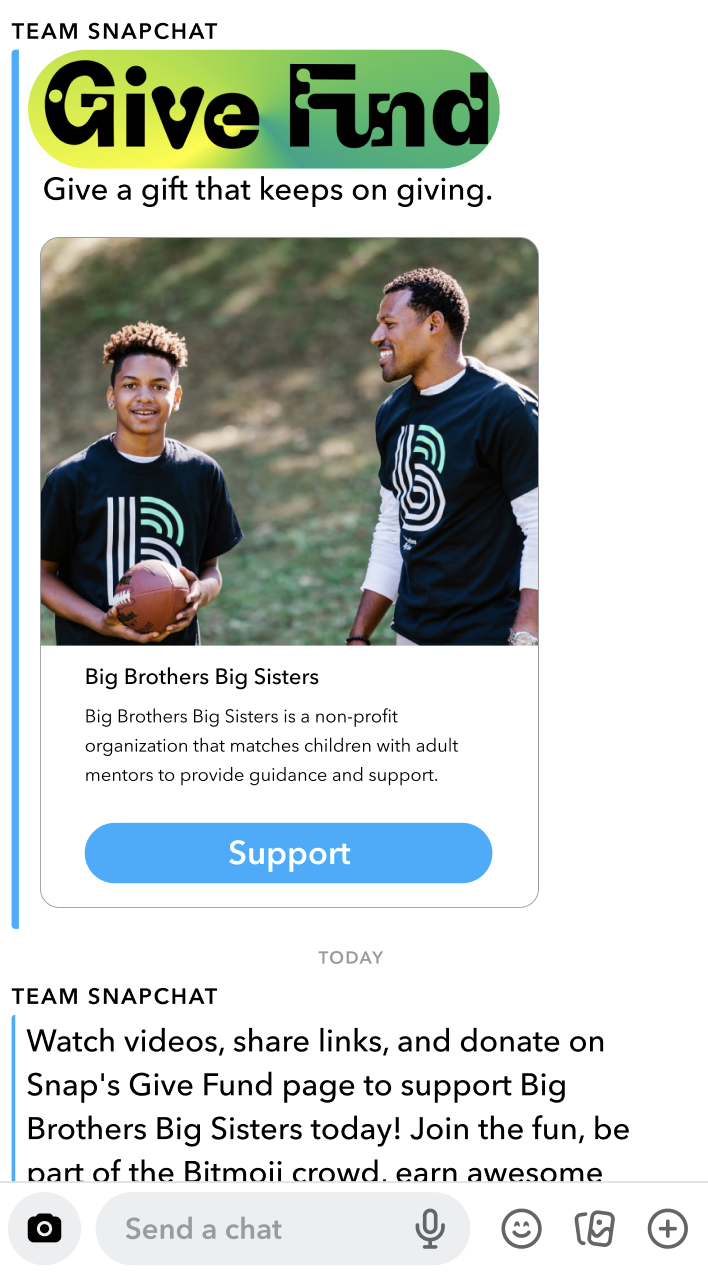 TEAM SNAPCHAT
Give Fund
Give a gift that keeps on giving.
Big Brothers Big Sisters
Big Brothers Big Sisters is a non-profit
organization that matches children with adult
mentors to provide guidance and support.
Support
TODAY
TEAM SNAPCHAT
Watch videos, share links, and donate on
Snap's Give Fund page to support Big
Brothers Big Sisters today! Join the fun, be
part of the Bitmoji crowd, earn awesome
Send a chat